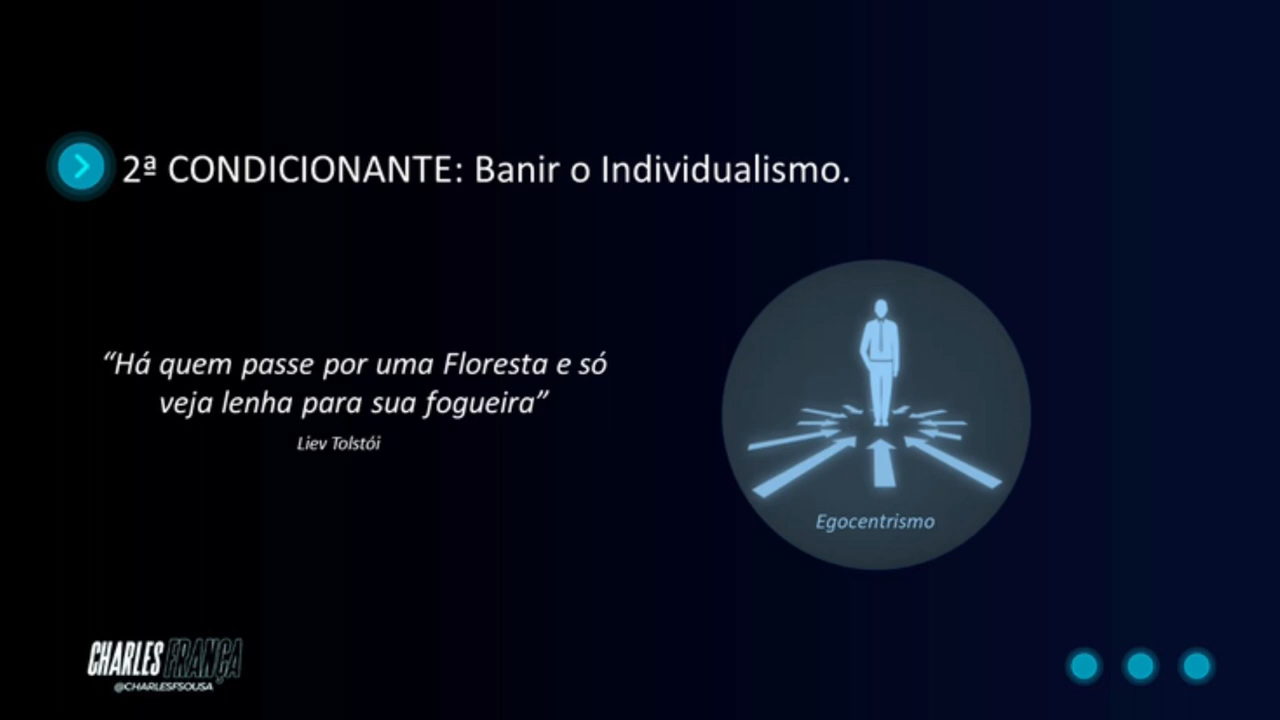 2ª CONDICIONANTE: Banir o Individualismo.
“Há quem passe por uma Floresta e só
veja lenha para sua fogueira”
Liev Tolstói
Egocentrismo
CHARLES FRANÇA
@CHARLESFSOUSA